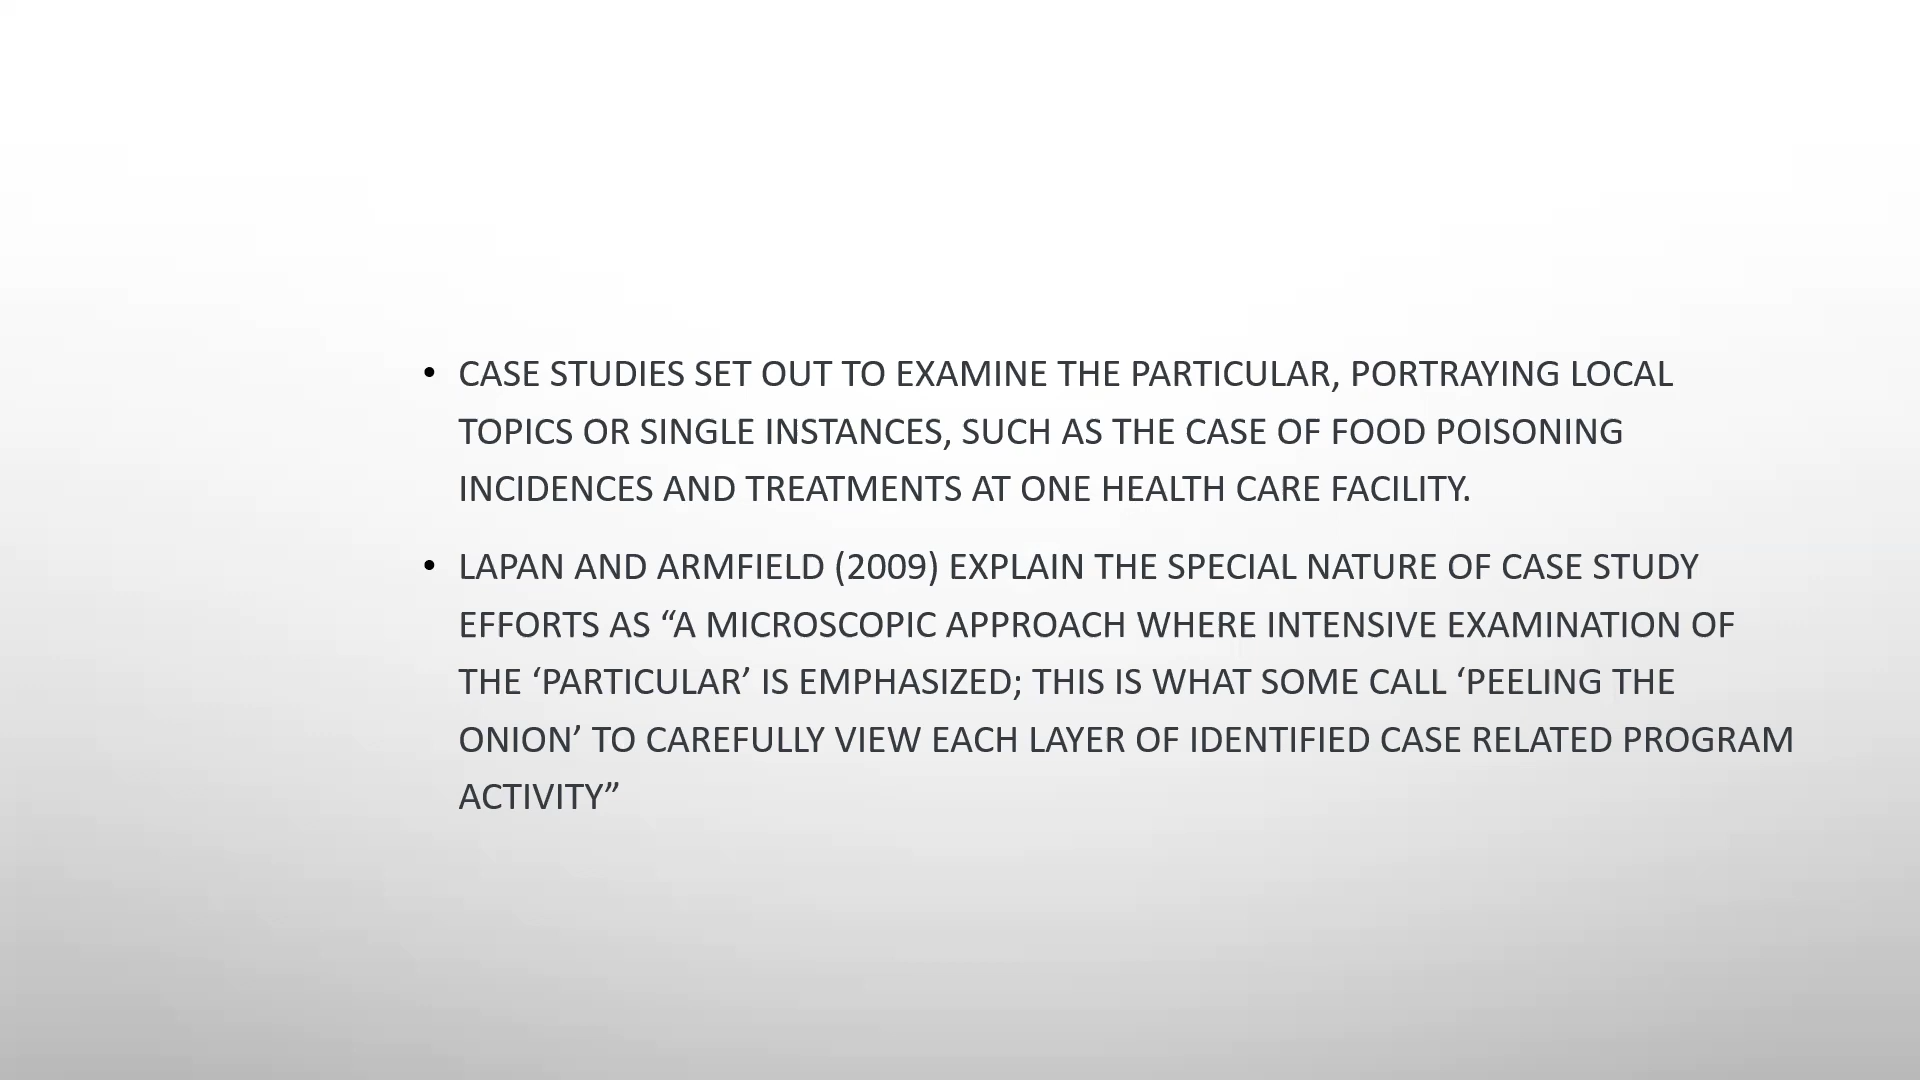 • CASE STUDIES SET OUT TO EXAMINE THE PARTICULAR, PORTRAYING LOCAL
TOPICS OR SINGLE INSTANCES, SUCH AS THE CASE OF FOOD POISONING
INCIDENCES AND TREATMENTS AT ONE HEALTH CARE FACILITY.
• LAPAN AND ARMFIELD (2009) EXPLAIN THE SPECIAL NATURE OF CASE STUDY
EFFORTS AS “A MICROSCOPIC APPROACH WHERE INTENSIVE EXAMINATION OF
THE ‘PARTICULAR’ IS EMPHASIZED; THIS IS WHAT SOME CALL ‘PEELING THE
ONION’ TO CAREFULLY VIEW EACH LAYER OF IDENTIFIED CASE RELATED PROGRAM
ACTIVITY”